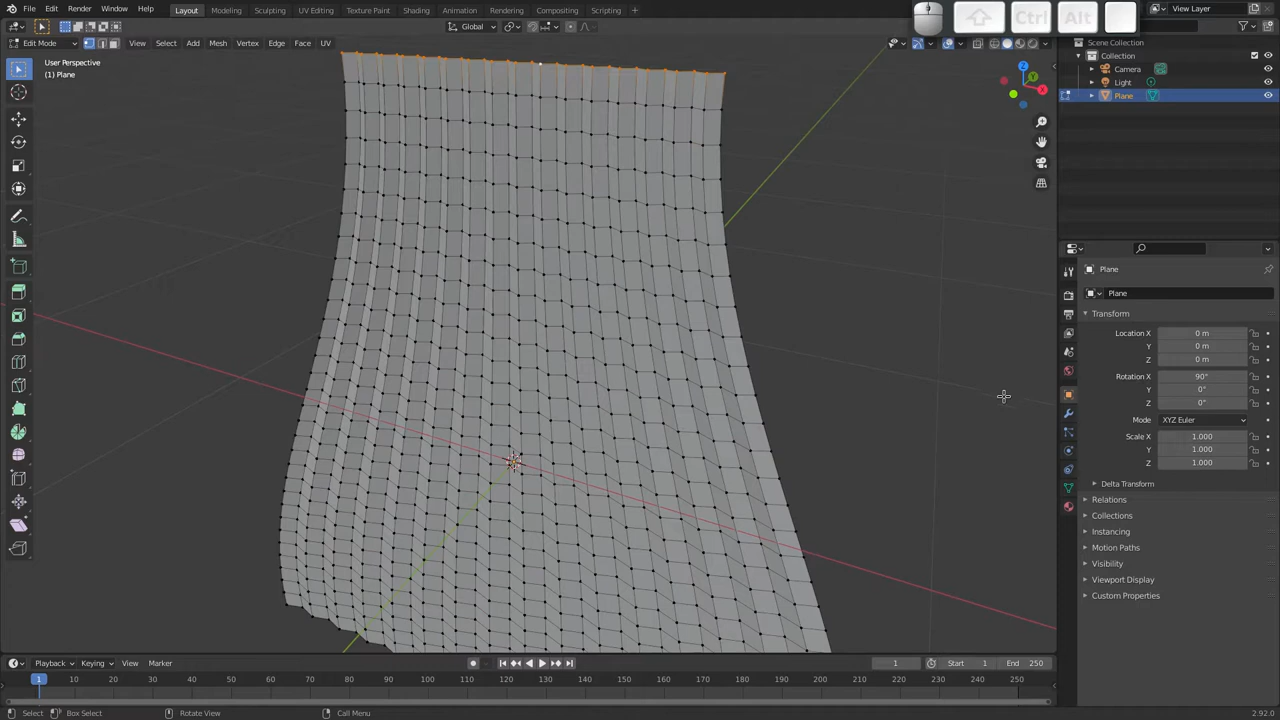 File Edit Render Window Help
Layout Modeling Sculpting UV Editing Texture Paint Shading Animation Rendering Compositing Scripting
Ctrl Alt
View Layer
Global
Edit Mode View Select Add Mesh Vertex Edge Face UV
User Perspective
(1) Plane
Z
Y
X
Scene Collection
Collection
Camera
Light
Plane
Plane
Plane
Transform
Location X 0 m
Y 0 m
Z 0 m
Rotation X 90°
Y 0°
Z 0°
Mode XYZ Euler
Scale X 1.000
Y 1.000
Z 1.000
Delta Transform
Relations
Collections
Instancing
Motion Paths
Visibility
Viewport Display
Custom Properties
Playback Keying View Marker 1 Start 1 End 250
1 10 20 30 40 50 60 70 80 90 100 110 120 130 140 150 160 170 180 190 200 210 220 230 240 250
Select Box Select Rotate View Call Menu 2.92.0